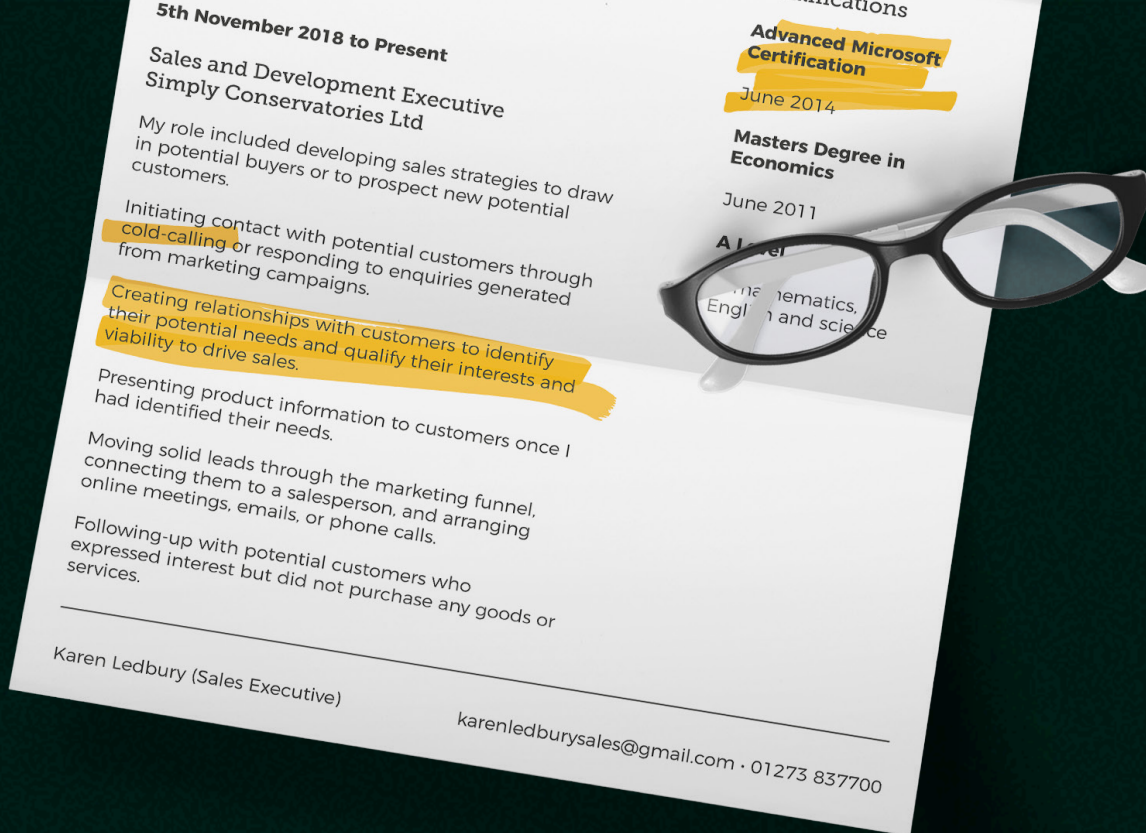 5th November 2018 to Present
Sales and Development Executive
Simply Conservatories Ltd
My role included developing sales strategies to draw
in potential buyers or to prospect new potential
customers.
Initiating contact with potential customers through
cold-calling or responding to enquiries generated
from marketing campaigns.
Creating relationships with customers to identify
their potential needs and qualify their interests and
viability to drive sales.
Presenting product information to customers once I
had identified their needs.
Moving solid leads through the marketing funnel,
connecting them to a salesperson, and arranging
online meetings, emails, or phone calls.
Following-up with potential customers who
expressed interest but did not purchase any goods or
services.
Advanced Microsoft
Certification
June 2014
Masters Degree in
Economics
June 2011
A Level
English and science
Karen Ledbury (Sales Executive)
karenledburysales@gmail.com • 01273 837700